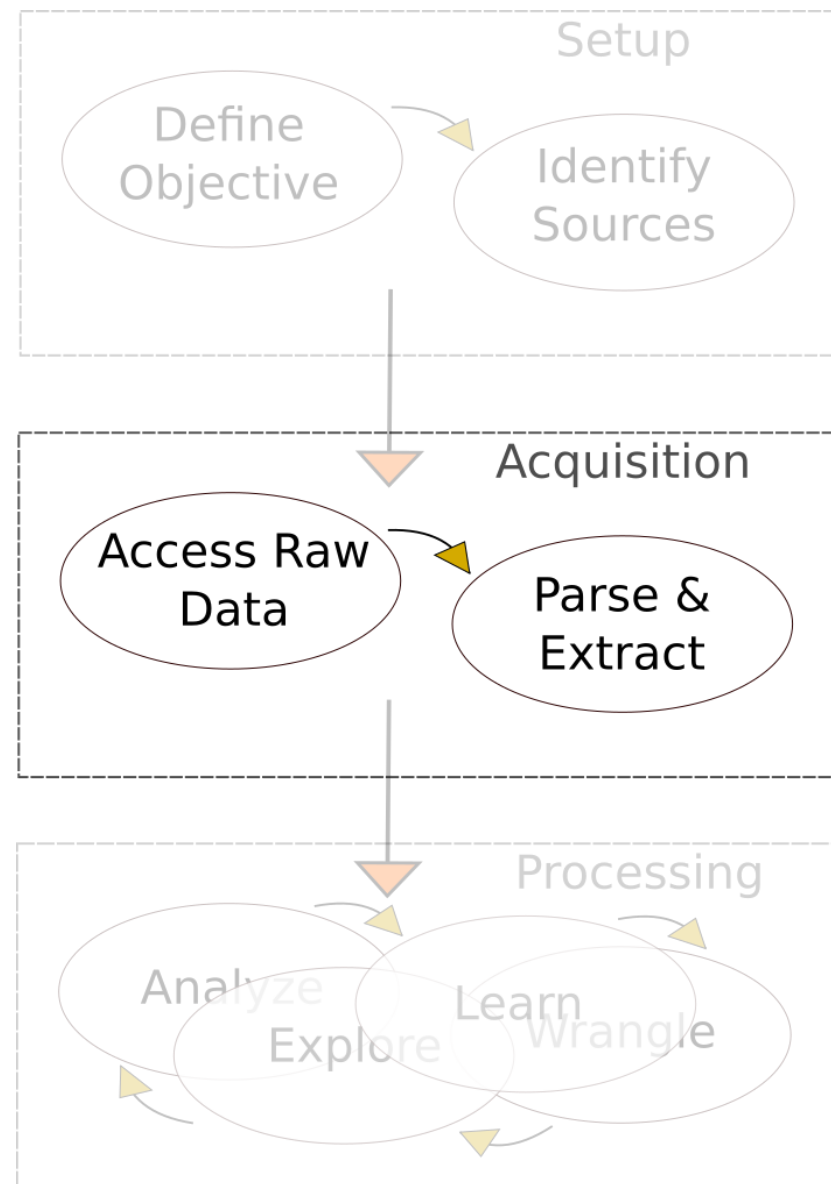 Setup
Define
Objective
Identify
Sources
Acquisition
Access Raw
Data
Parse &
Extract
Processing
Analyze
Learn
Wrangle
Explore